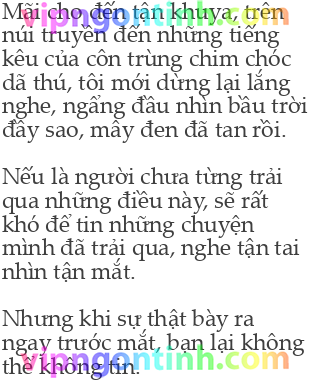 Mãi cho đến tận khuya, trên
núi truyền đến những tiếng
kêu của côn trùng chim chóc
dã thú, tôi mới dừng lại lắng
nghe, ngẩng đầu nhìn bầu trời
đầy sao, mây đen đã tan rồi.
Nếu là người chưa từng trải
qua những điều này, sẽ rất
khó để tin những chuyện
mình đã trải qua, nghe tận tai
nhìn tận mắt.
Nhưng khi sự thật bày ra
ngay trước mắt, bạn lại không
thể không tin.
vipngontinh.com
vipngontinh.com